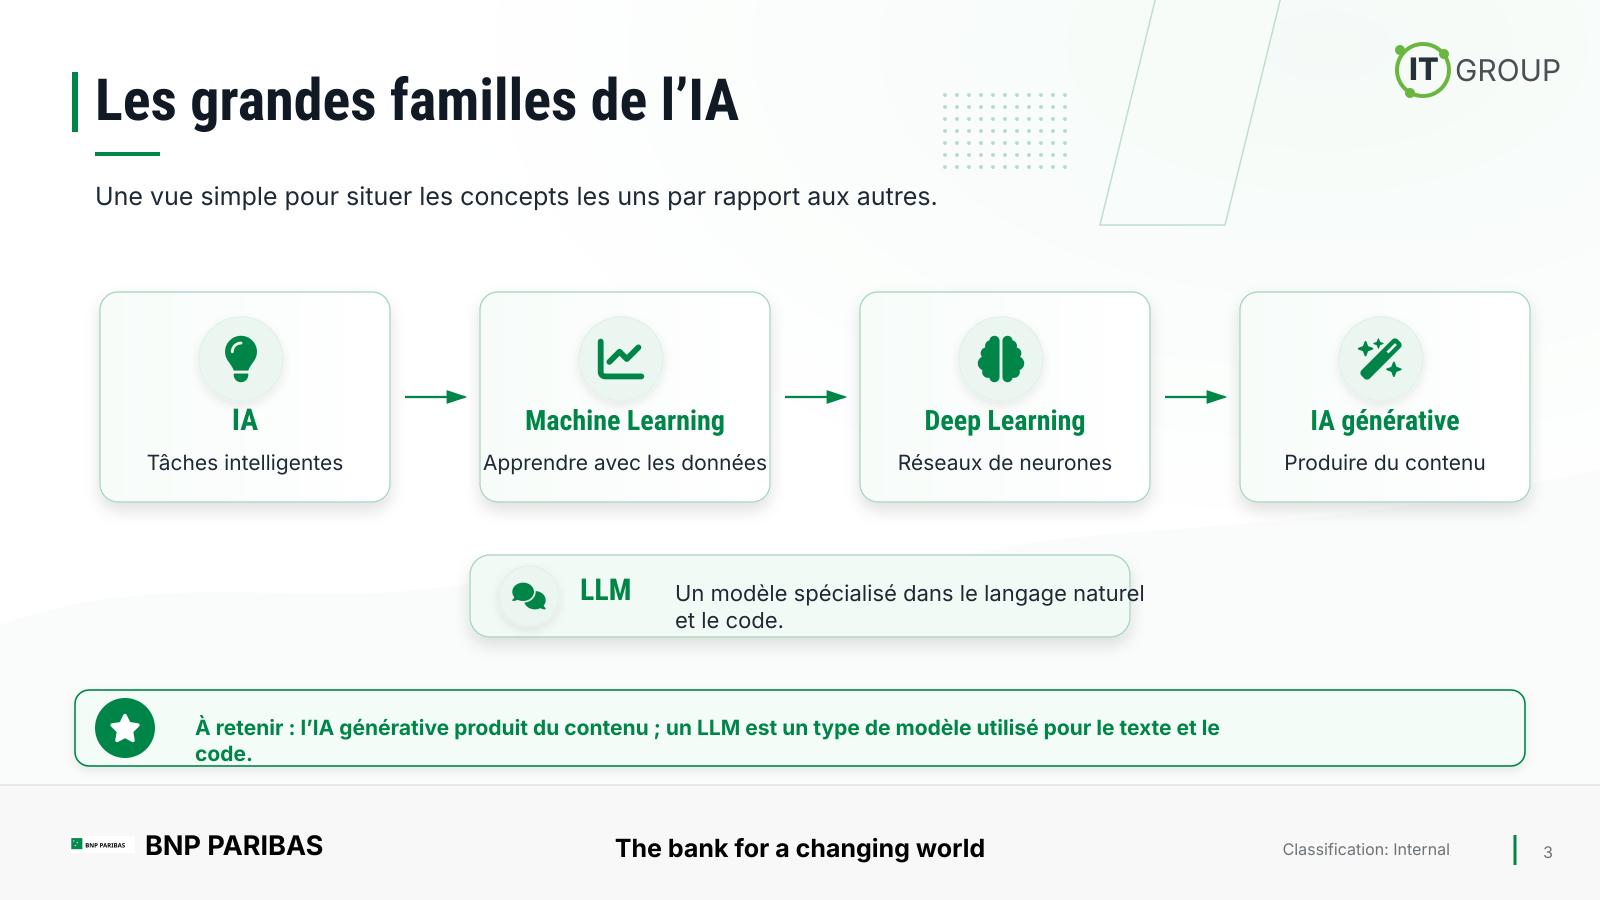 Les grandes familles de l’IA
IT GROUP
Une vue simple pour situer les concepts les uns par rapport aux autres.
IA
Tâches intelligentes
Machine Learning
Apprendre avec les données
Deep Learning
Réseaux de neurones
IA générative
Produire du contenu
LLM
Un modèle spécialisé dans le langage naturel
et le code.
À retenir : l’IA générative produit du contenu ; un LLM est un type de modèle utilisé pour le texte et le
code.
BNP PARIBAS
BNP PARIBAS
The bank for a changing world
Classification: Internal
3